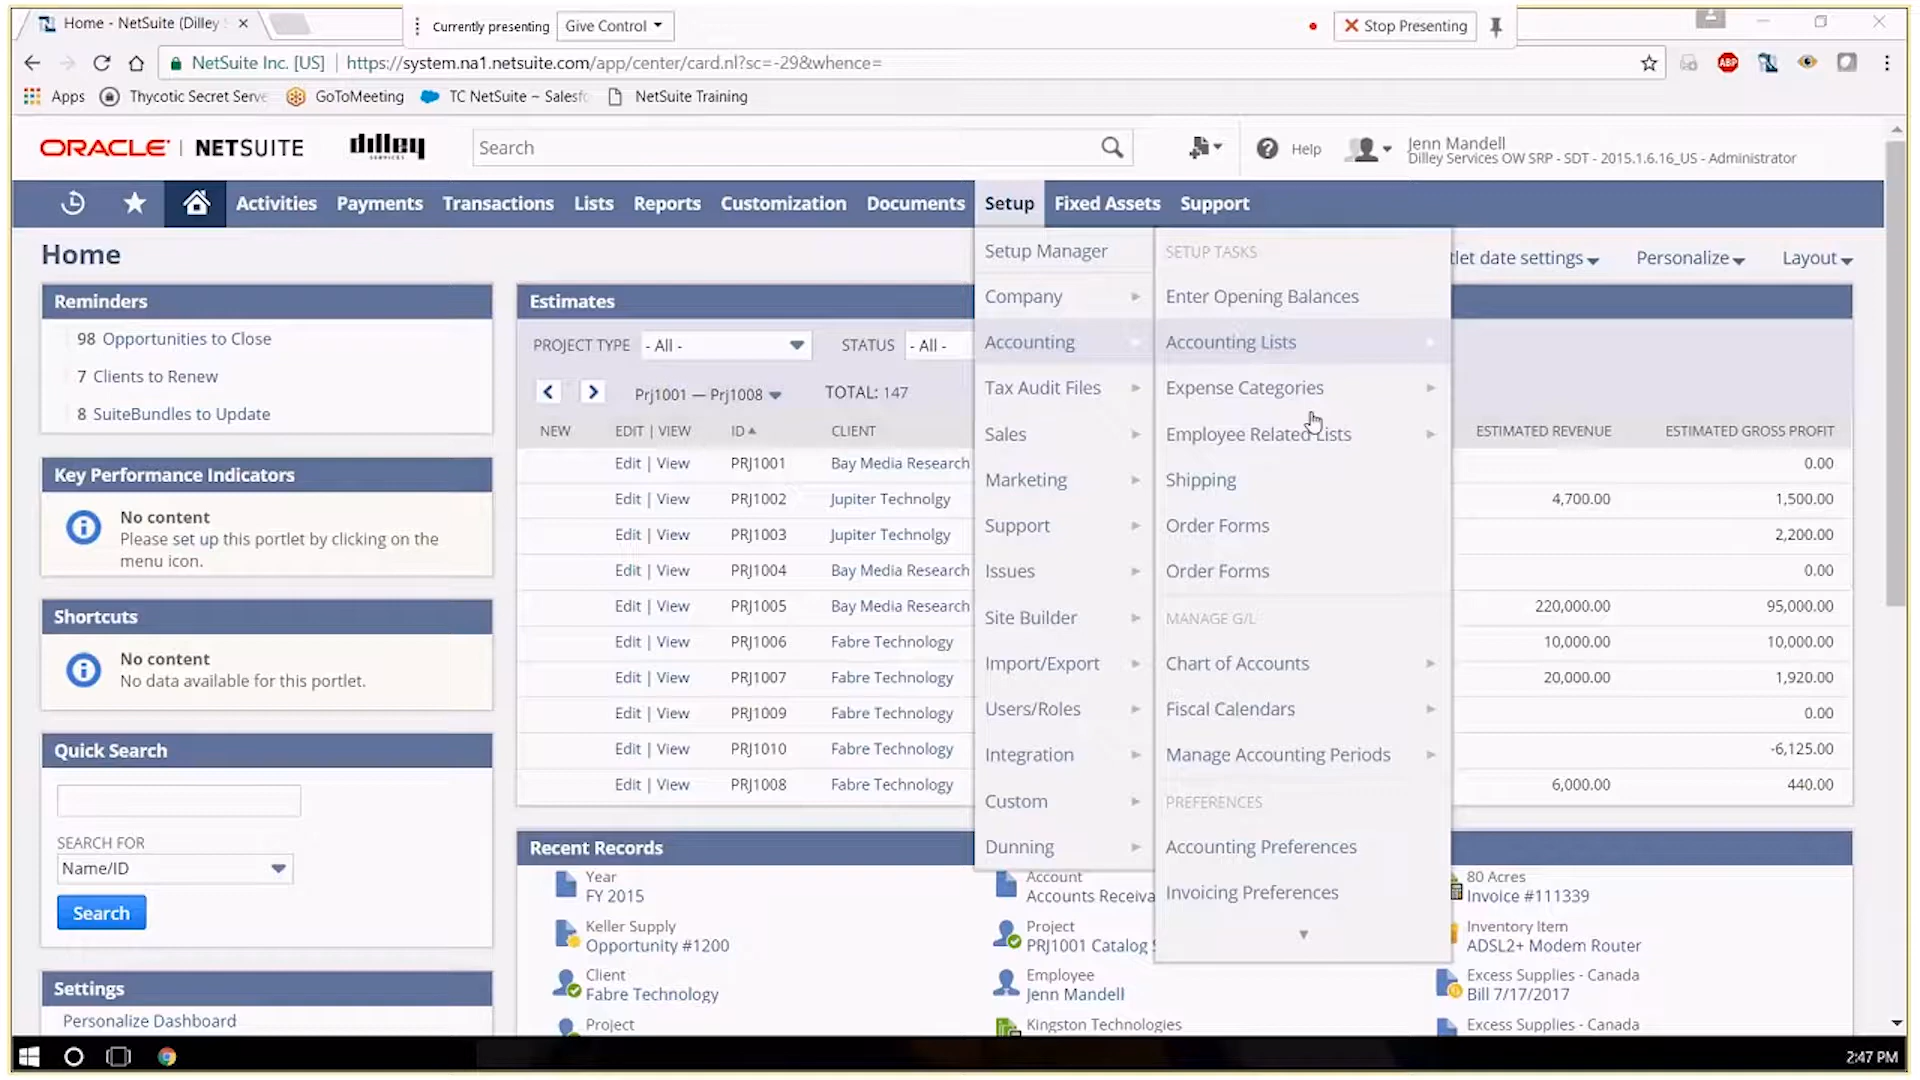 Home - NetSuite (Dilley
Currently presenting
Give Control
Stop Presenting
NetSuite Inc. [US]
https://system.na1.netsuite.com/app/center/card.nl?sc=-29&whence=
ABP
Apps
Thycotic Secret Serve
GoToMeeting
TC NetSuite – Salesfo
NetSuite Training
ORACLE | NETSUITE
dilley
SERVICES
Search
Help
Jenn Mandell
Dilley Services OW SRP - SDT - 2015.1.6.16_US - Administrator
Activities
Payments
Transactions
Lists
Reports
Customization
Documents
Setup
Fixed Assets
Support
Home
let date settings
Personalize
Layout
Reminders
98 Opportunities to Close
7 Clients to Renew
8 SuiteBundles to Update
Key Performance Indicators
No content
Please set up this portlet by clicking on the
menu icon.
Shortcuts
No content
No data available for this portlet.
Quick Search
SEARCH FOR
Name/ID
Search
Settings
Personalize Dashboard
Estimates
PROJECT TYPE - All - STATUS - All -
Prj1001 — Prj1008 TOTAL: 147
NEW EDIT | VIEW ID CLIENT ESTIMATED REVENUE ESTIMATED GROSS PROFIT
Edit | View PRJ1001 Bay Media Research 0.00
Edit | View PRJ1002 Jupiter Technolgy 4,700.00 1,500.00
Edit | View PRJ1003 Jupiter Technolgy 2,200.00
Edit | View PRJ1004 Bay Media Research 0.00
Edit | View PRJ1005 Bay Media Research 220,000.00 95,000.00
Edit | View PRJ1006 Fabre Technology 10,000.00 10,000.00
Edit | View PRJ1007 Fabre Technology 20,000.00 1,920.00
Edit | View PRJ1009 Fabre Technology 0.00
Edit | View PRJ1010 Fabre Technology -6,125.00
Edit | View PRJ1008 Fabre Technology 6,000.00 440.00
Setup Manager
Company
Accounting
Tax Audit Files
Sales
Marketing
Support
Issues
Site Builder
Import/Export
Users/Roles
Integration
Custom
Dunning
SETUP TASKS
Enter Opening Balances
Accounting Lists
Expense Categories
Employee Related Lists
Shipping
Order Forms
Order Forms
MANAGE G/L
Chart of Accounts
Fiscal Calendars
Manage Accounting Periods
PREFERENCES
Accounting Preferences
Invoicing Preferences
Recent Records
Year
FY 2015
Keller Supply
Opportunity #1200
Client
Fabre Technology
Project
Account
Accounts Receiva
Project
PRJ1001 Catalog S
Employee
Jenn Mandell
Kingston Technologies
80 Acres
Invoice #111339
Inventory Item
ADSL2+ Modem Router
Excess Supplies - Canada
Bill 7/17/2017
Excess Supplies - Canada
2:47 PM